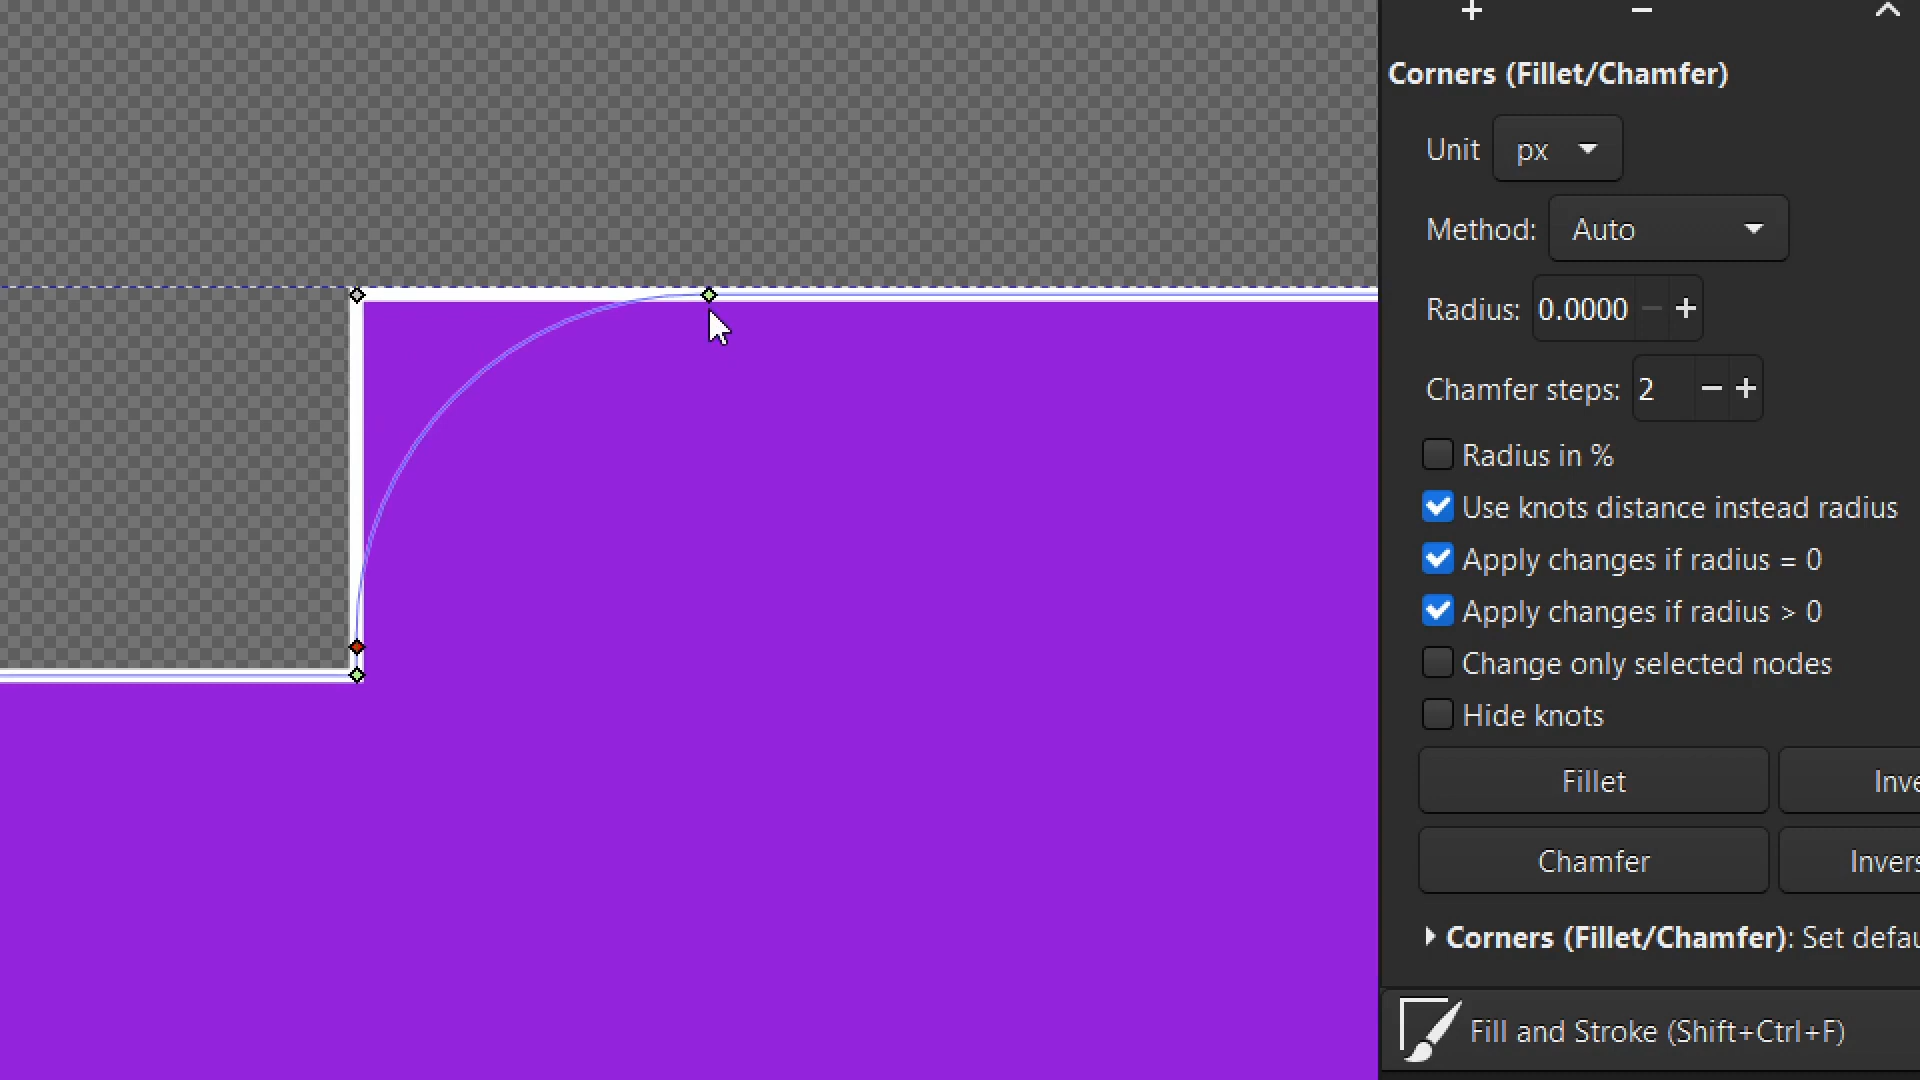 Corners (Fillet/Chamfer)
Unit px
Method: Auto
Radius: 0.0000
Chamfer steps: 2
Radius in %
Use knots distance instead radius
Apply changes if radius = 0
Apply changes if radius > 0
Change only selected nodes
Hide knots
Fillet Inve
Chamfer Invers
Corners (Fillet/Chamfer): Set defau
Fill and Stroke (Shift+Ctrl+F)